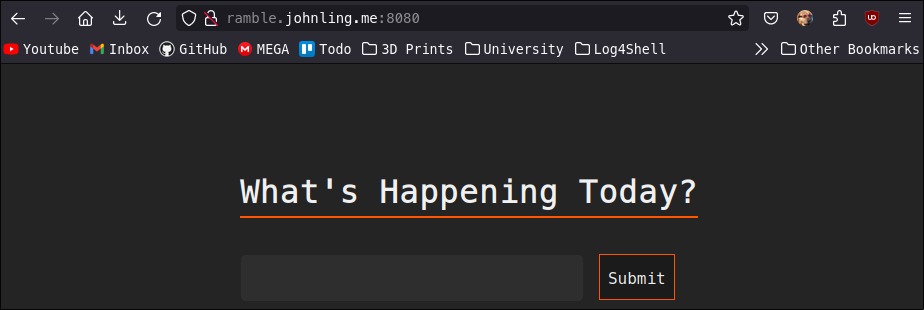 ramble.johnling.me:8080
Youtube Inbox GitHub MEGA Todo 3D Prints University Log4Shell Other Bookmarks
What's Happening Today?
Submit